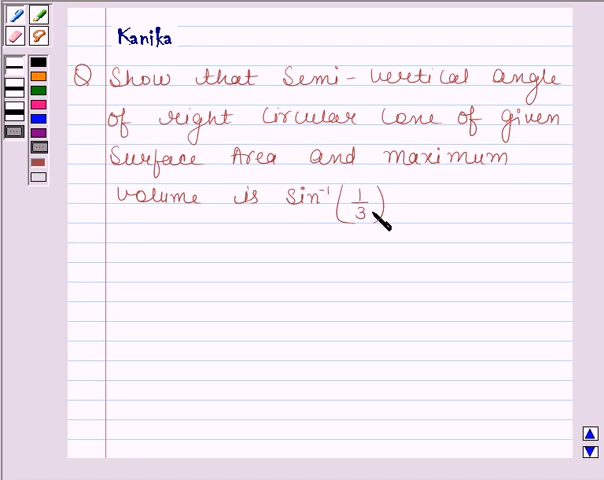 Kanika
Q Show that Semi-vertical angle
of right Circular Cone of given
Surface Area and maximum
volume is sin⁻¹(1/3)